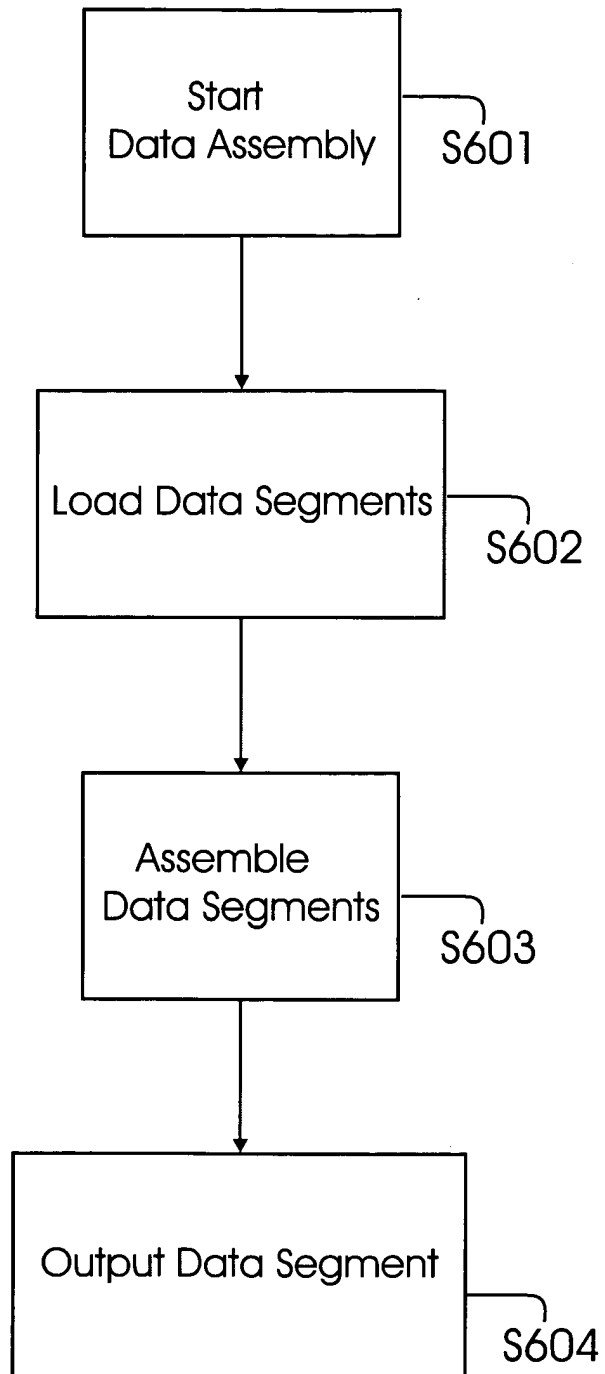 Start
Data Assembly
S601
Load Data Segments
S602
Assemble
Data Segments
S603
Output Data Segment
S604